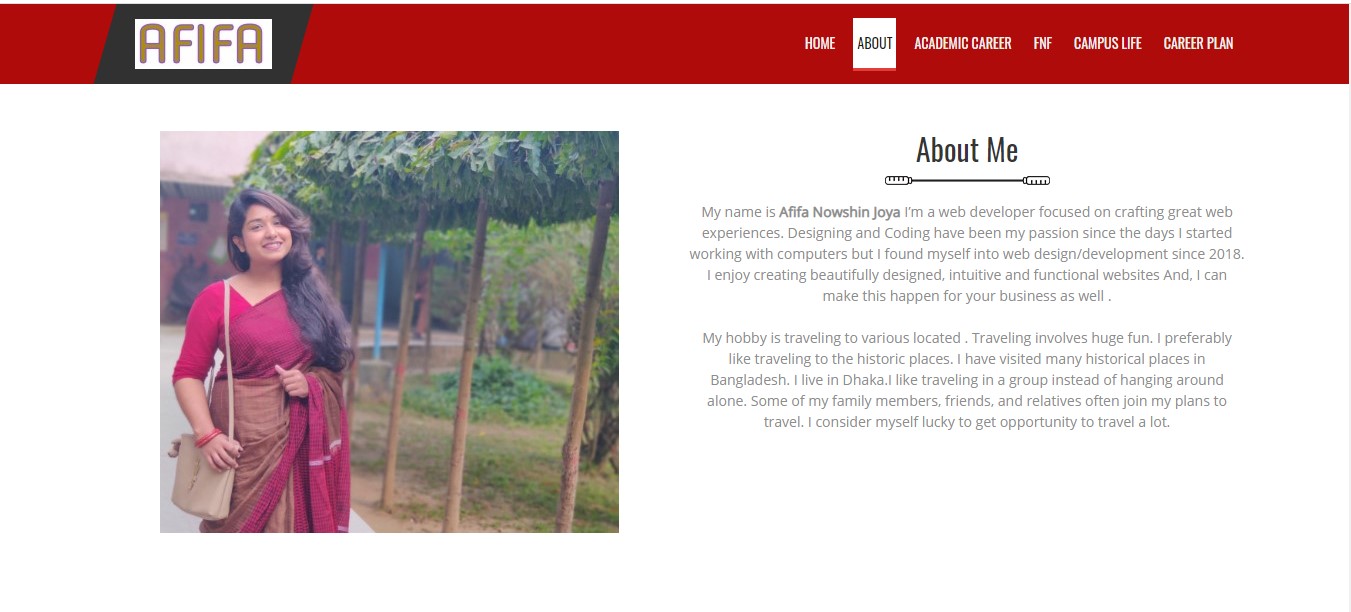 AFIFA
HOME ABOUT ACADEMIC CAREER FNF CAMPUS LIFE CAREER PLAN
About Me
My name is Afifa Nowshin Joya I'm a web developer focused on crafting great web
experiences. Designing and Coding have been my passion since the days I started
working with computers but I found myself into web design/development since 2018.
I enjoy creating beautifully designed, intuitive and functional websites And, I can
make this happen for your business as well .
My hobby is traveling to various located . Traveling involves huge fun. I preferably
like traveling to the historic places. I have visited many historical places in
Bangladesh. I live in Dhaka.I like traveling in a group instead of hanging around
alone. Some of my family members, friends, and relatives often join my plans to
travel. I consider myself lucky to get opportunity to travel a lot.